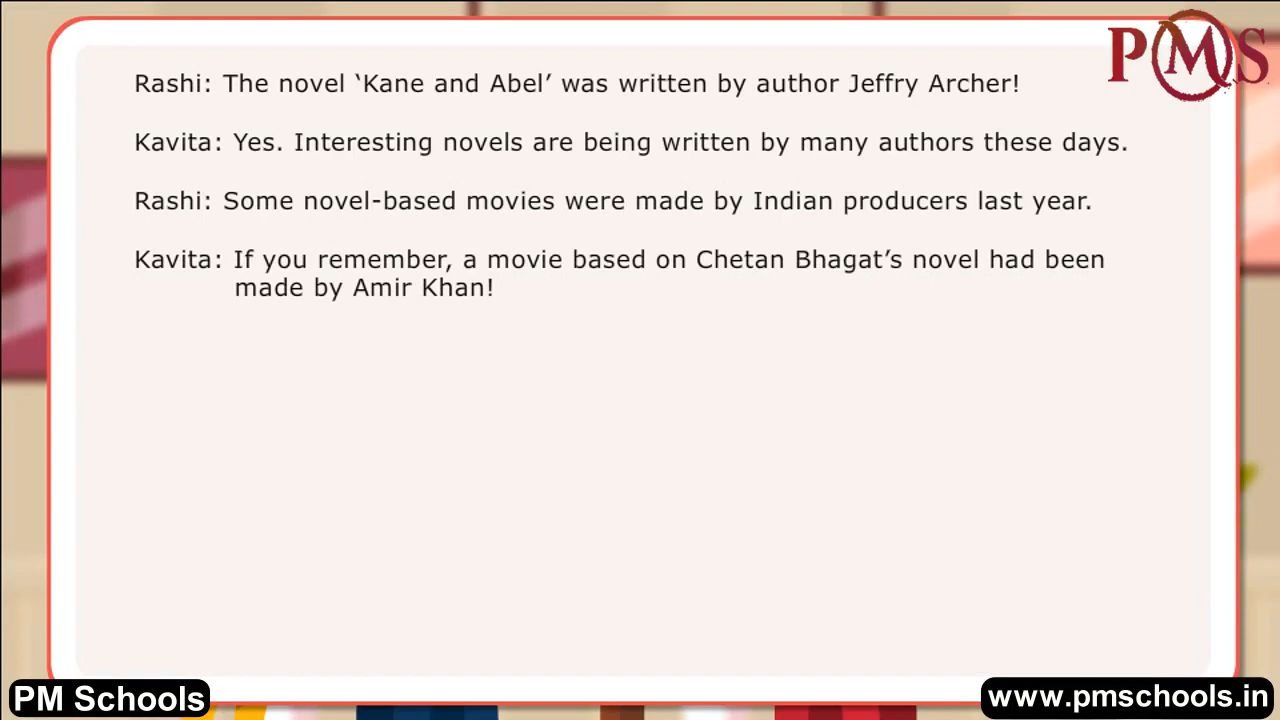 PMS
Rashi: The novel ‘Kane and Abel’ was written by author Jeffry Archer!
Kavita: Yes. Interesting novels are being written by many authors these days.
Rashi: Some novel-based movies were made by Indian producers last year.
Kavita: If you remember, a movie based on Chetan Bhagat’s novel had been
made by Amir Khan!
PM Schools
www.pmschools.in